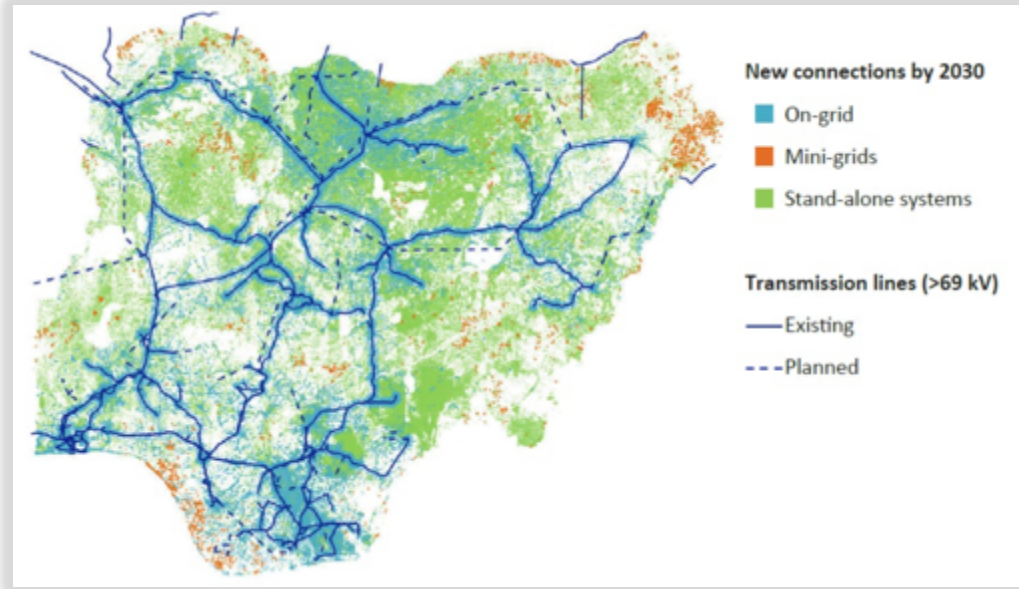 New connections by 2030
On-grid
Mini-grids
Stand-alone systems
Transmission lines (>69 kV)
Existing
Planned